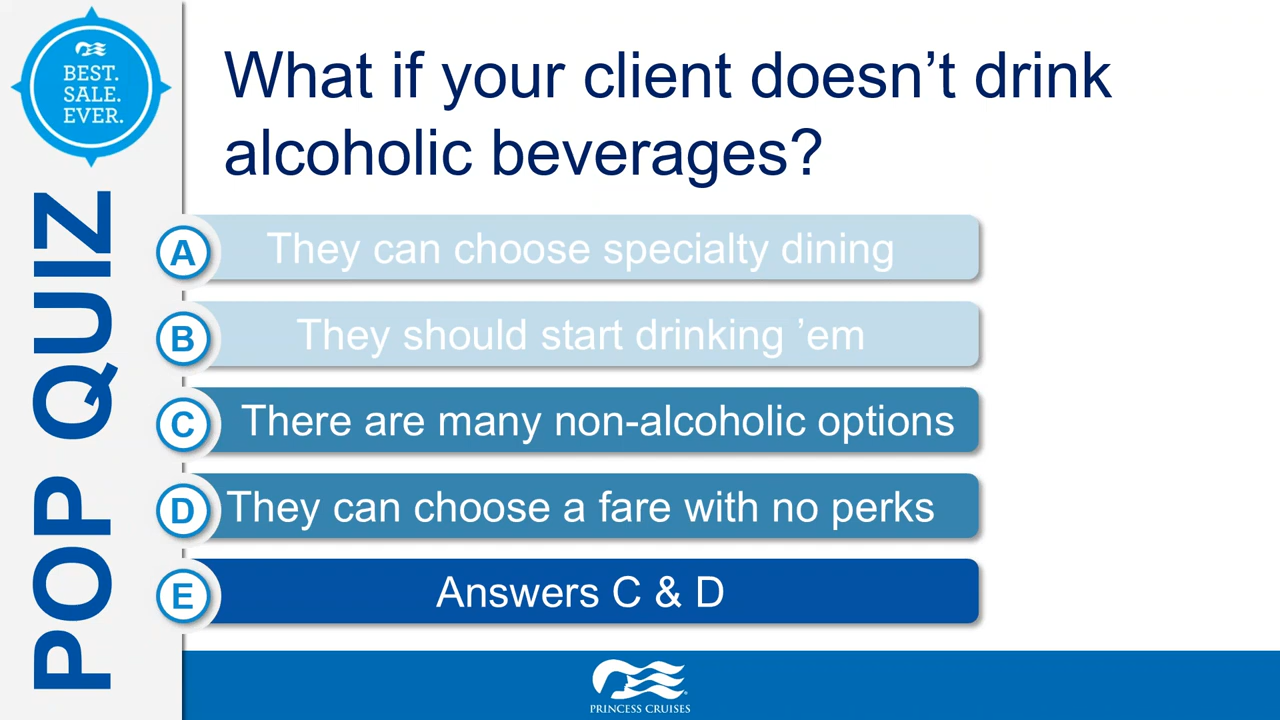 BEST.
SALE.
EVER.
POP QUIZ
What if your client doesn’t drink
alcoholic beverages?
A They can choose specialty dining
B They should start drinking ’em
C There are many non-alcoholic options
D They can choose a fare with no perks
E Answers C & D
PRINCESS CRUISES